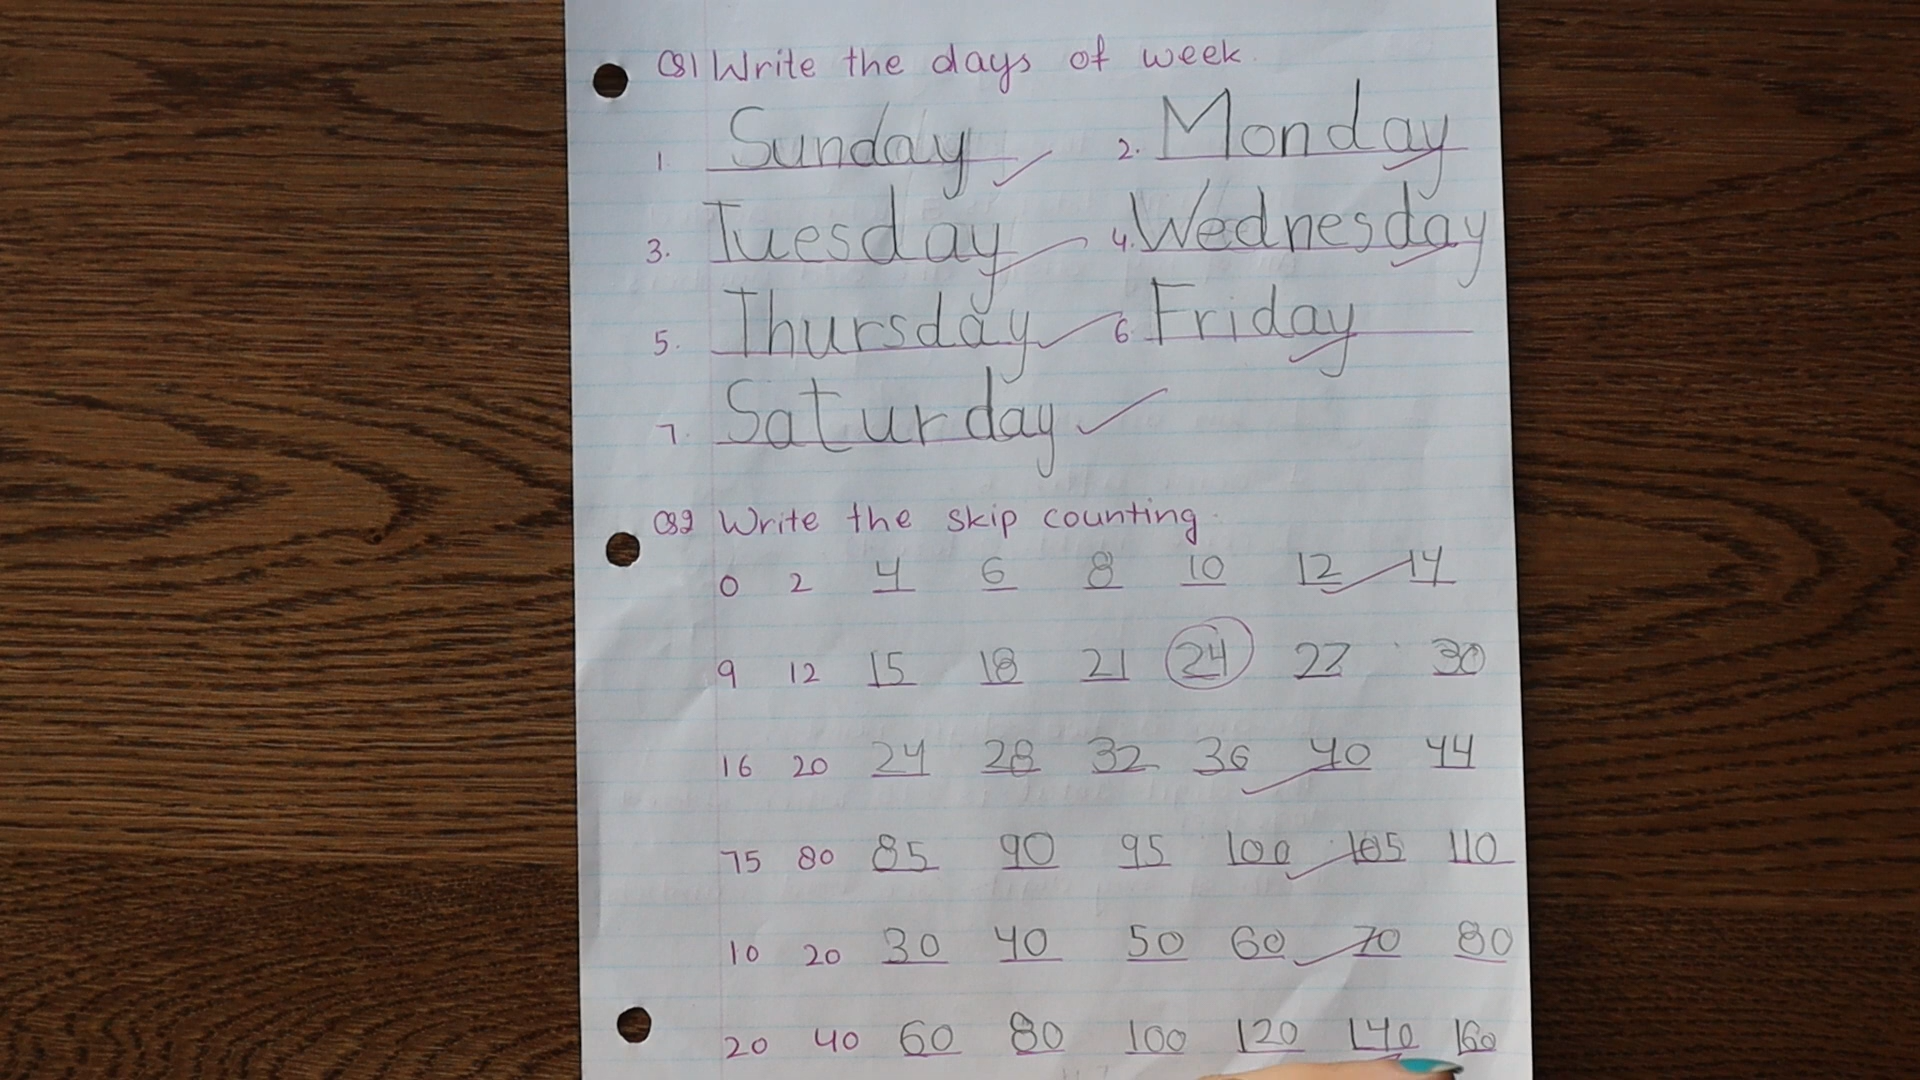 Q1 Write the days of week.
1. Sunday 2. Monday
3. Tuesday 4. Wednesday
5. Thursday 6. Friday
7. Saturday
Q2 Write the skip counting.
0 2 4 6 8 10 12 14
9 12 15 18 21 24 27 30
16 20 24 28 32 36 40 44
75 80 85 90 95 100 105 110
10 20 30 40 50 60 70 80
20 40 60 80 100 120 140 160